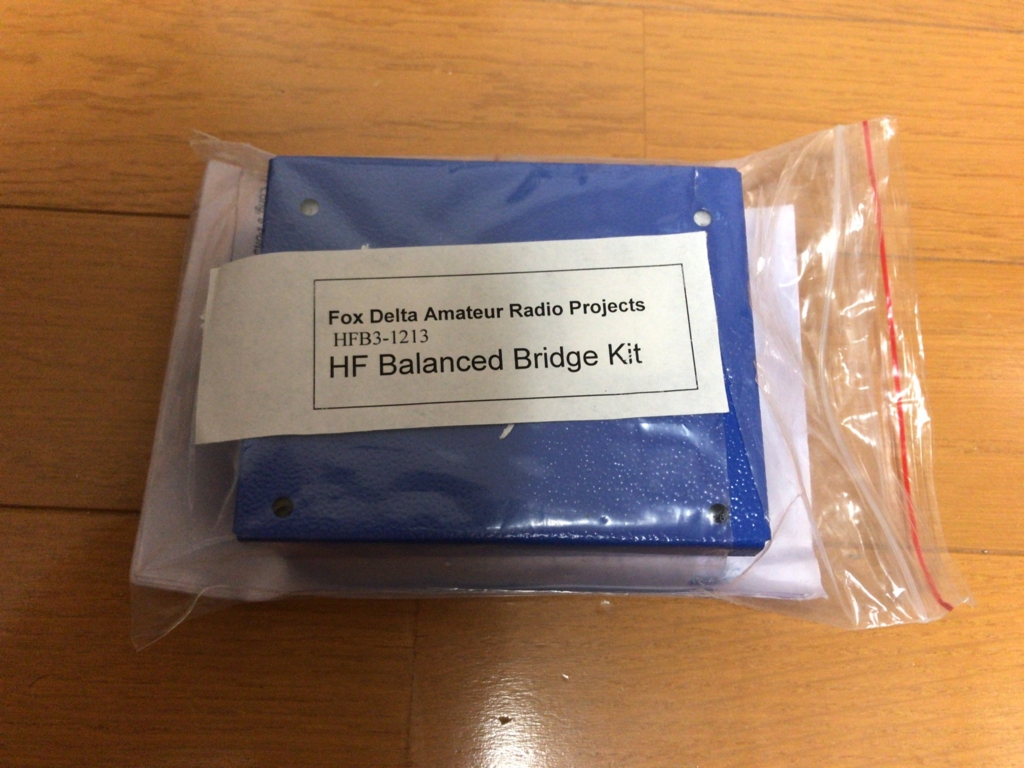 Fox Delta Amateur Radio Projects
HFB3-1213
HF Balanced Bridge Kit